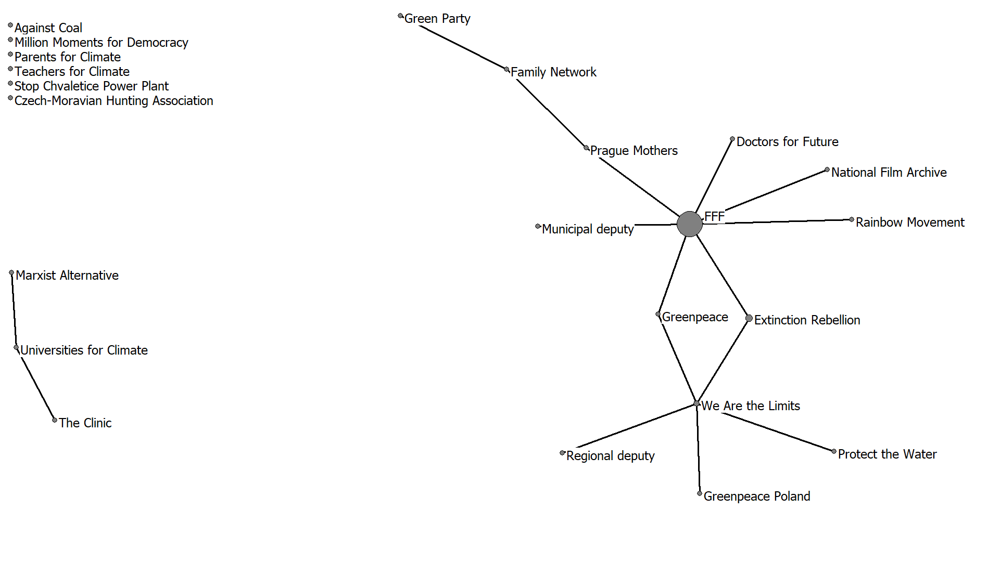 Green Party
Against Coal
Million Moments for Democracy
Parents for Climate
Teachers for Climate
Family Network
Stop Chvaletice Power Plant
Czech-Moravian Hunting Association
Doctors for Future
Prague Mothers
National Film Archive
FFF
Rainbow Movement
Municipal deputy
Marxist Alternative
Greenpeace
Extinction Rebellion
Universities for Climate
We Are the Limits
The Clinic
Protect the Water
Regional deputy
Greenpeace Poland